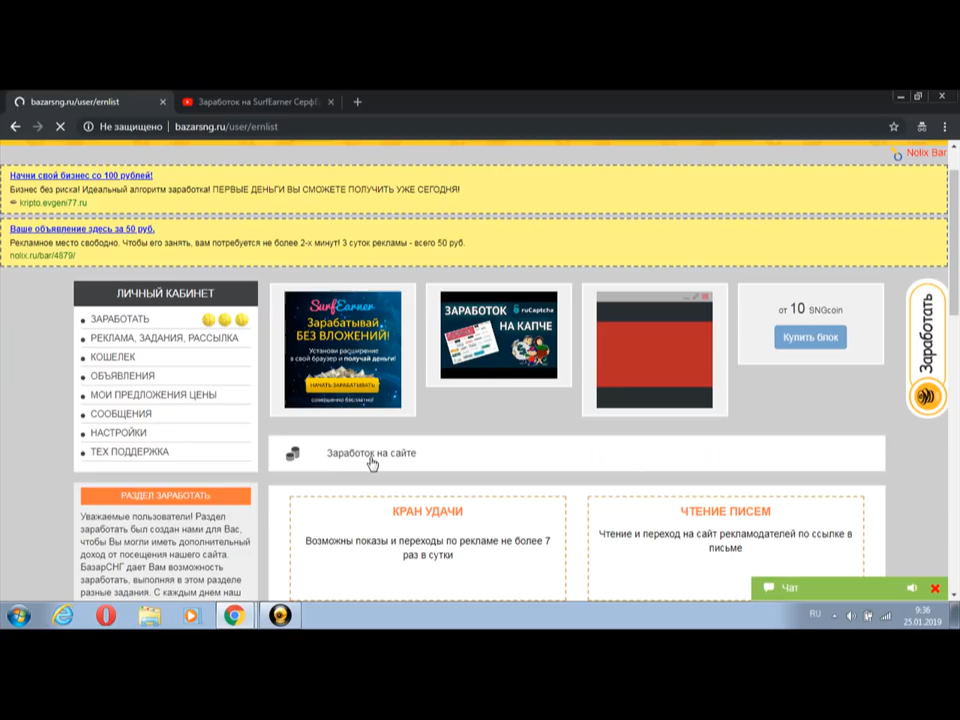 bazarsng.ru/user/ernlist
Заработок на SurfEarner Серф
Не защищено
bazarsng.ru/user/ernlist
Nolix Bar
Начни свой бизнес со 100 рублей!
Бизнес без риска! Идеальный алгоритм заработка! ПЕРВЫЕ ДЕНЬГИ ВЫ СМОЖЕТЕ ПОЛУЧИТЬ УЖЕ СЕГОДНЯ!
kripto.evgeni77.ru
Ваше объявление здесь за 50 руб.
Рекламное место свободно. Чтобы его занять, вам потребуется не более 2-х минут! 3 суток рекламы - всего 50 руб.
nolix.ru/bar/4879/
ЛИЧНЫЙ КАБИНЕТ
ЗАРАБОТАТЬ
РЕКЛАМА, ЗАДАНИЯ, РАССЫЛКА
КОШЕЛЕК
ОБЪЯВЛЕНИЯ
МОИ ПРЕДЛОЖЕНИЯ ЦЕНЫ
СООБЩЕНИЯ
НАСТРОЙКИ
ТЕХ ПОДДЕРЖКА
SurfEarner
Зарабатывай
БЕЗ ВЛОЖЕНИЙ!
Установи расширение
в свой браузер и получай деньги!
НАЧАТЬ ЗАРАБАТЫВАТЬ
совершенно бесплатно!
ЗАРАБОТОК
ruCaptcha
НА КАПЧЕ
от 10 SNGcoin
Купить блок
Заработать
Заработок на сайте
РАЗДЕЛ ЗАРАБОТАТЬ
Уважаемые пользователи! Раздел
заработать был создан нами для Вас,
чтобы Вы могли иметь дополнительный
доход от посещения нашего сайта.
БазарСНГ дает Вам возможность
заработать, выполняя в этом разделе
разные задания. С каждым днем наш
КРАН УДАЧИ
Возможны показы и переходы по рекламе не более 7
раз в сутки
ЧТЕНИЕ ПИСЕМ
Чтение и переход на сайт рекламодателей по ссылке в
письме
Чат
RU
9:36
25.01.2019